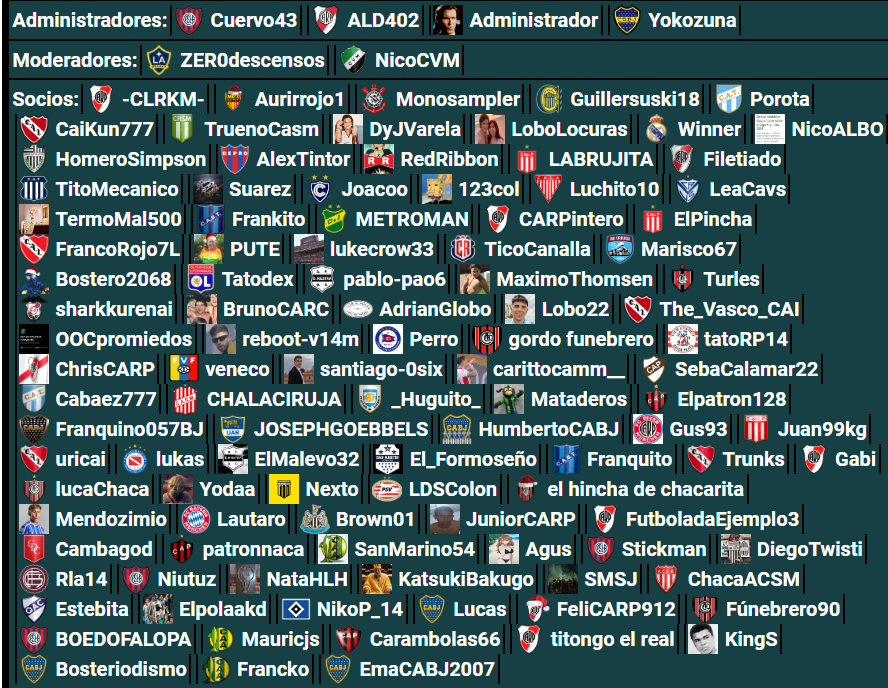 Administradores: Cuervo43 ALD402 Administrador Yokozuna
Moderadores: ZER0descensos NicoCVM
Socios: -CLRKM- Aurirrojo1 Monosampler Guillersuski18 Porota
CaiKun777 TruenoCasm DyJVarela LoboLocuras Winner NicoALBO
HomeroSimpson AlexTintor RedRibbon LABRUJITA Filetiado
TitoMecanico Suarez Joacoo 123col Luchito10 LeaCavs
TermoMal500 Frankito METROMAN CARPintero ElPincha
FrancoRojo7L PUTE lukecrow33 TicoCanalla Marisco67
Bostero2068 Tatodex pablo-pao6 MaximoThomsen Turles
sharkkurenai BrunoCARC AdrianGlobo Lobo22 The_Vasco_CAI
OOCpromiedos reboot-v14m Perro gordo funebrero tatoRP14
ChrisCARP veneco santiago-0six carittocamm__ SebaCalamar22
Cabaez777 CHALACIRUJA _Huguito_ Mataderos Elpatron128
Franquino057BJ JOSEPHGOEBBELS HumbertoCABJ Gus93 Juan99kg
uricai lukas ElMalevo32 El_Formoseño Franquito Trunks Gabi
lucaChaca Yodaa Nexto LDSColon el hincha de chacarita
Mendozimio Lautaro Brown01 JuniorCARP FutboladaEjemplo3
Cambagod patronnaca SanMarino54 Agus Stickman DiegoTwisti
Rla14 Niutuz NataHLH KatsukiBakugo SMSJ ChacaACSM
Estebita Elpolaakd NikoP_14 Lucas FeliCARP912 Fúnebrero90
BOEDOFALOPA Mauricjs Carambolas66 titongo el real KingS
Bosteriodismo Francko EmaCABJ2007